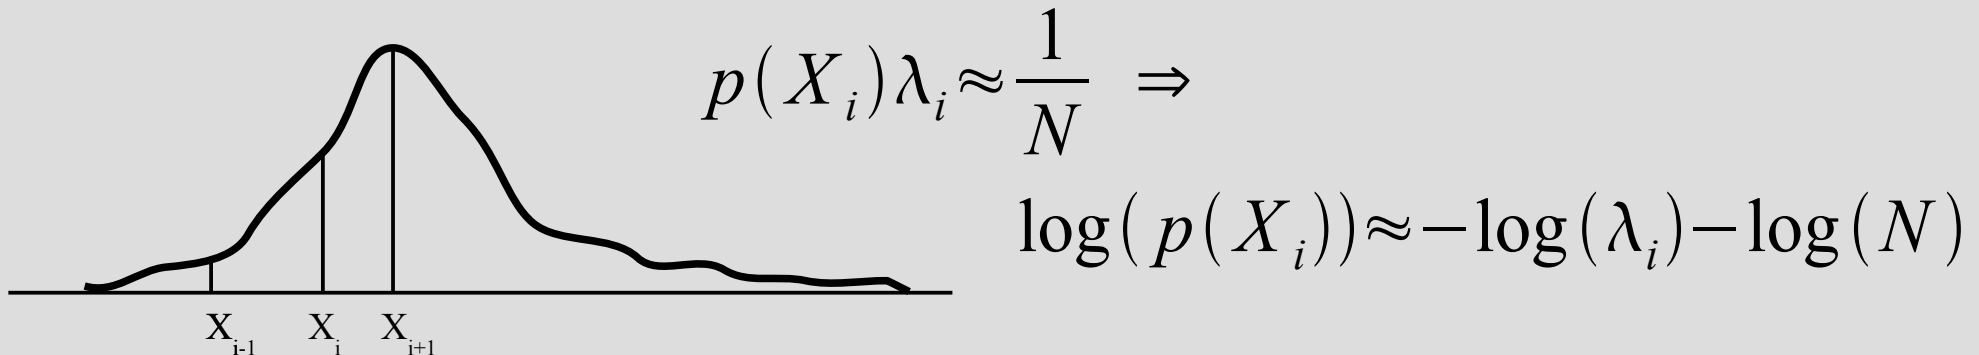 p(X_i)λ_i≈1/N ⇒
log(p(X_i))≈−log(λ_i)−log(N)
X_{i-1} X_i X_{i+1}